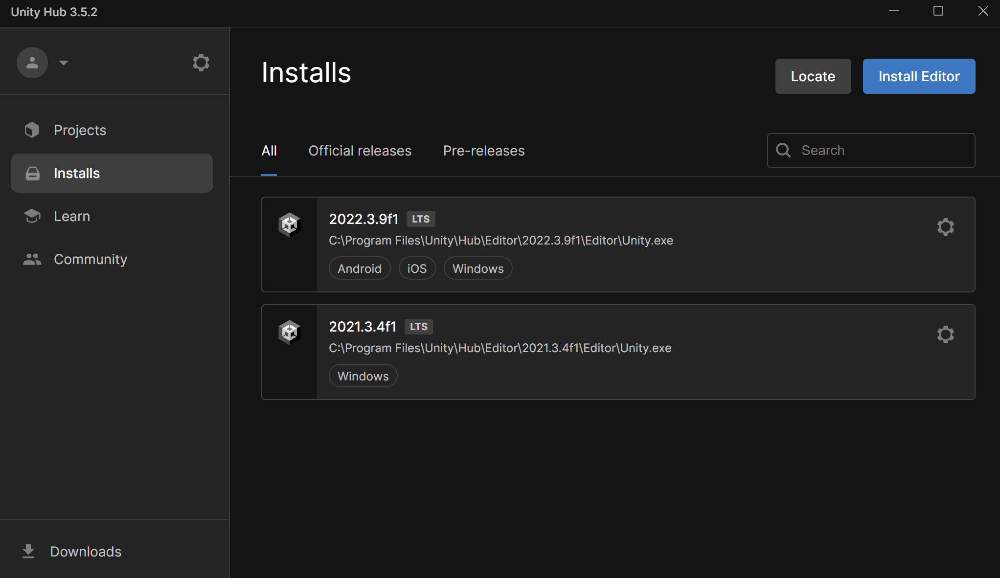 Unity Hub 3.5.2
Projects
Installs
Learn
Community
Downloads
Installs
Locate
Install Editor
All
Official releases
Pre-releases
Search
2022.3.9f1 LTS
C:\Program Files\Unity\Hub\Editor\2022.3.9f1\Editor\Unity.exe
Android
iOS
Windows
2021.3.4f1 LTS
C:\Program Files\Unity\Hub\Editor\2021.3.4f1\Editor\Unity.exe
Windows